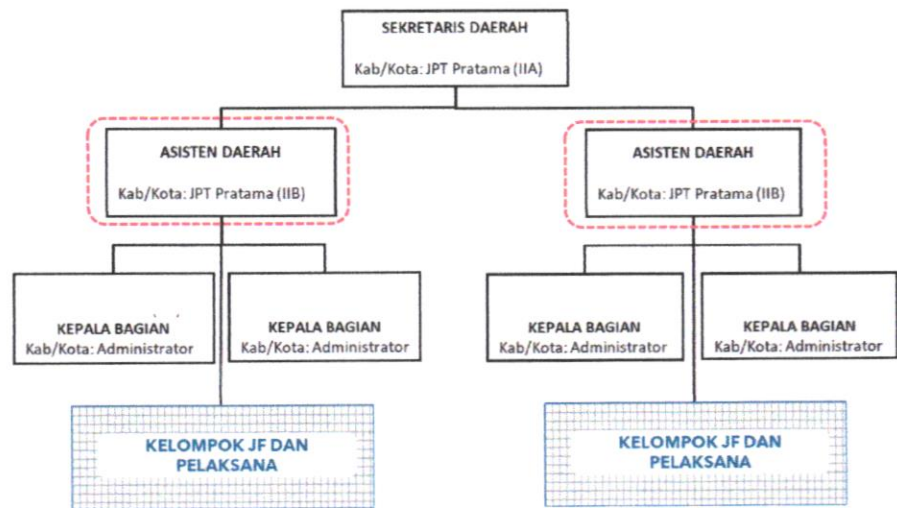 SEKRETARIS DAERAH
Kab/Kota: JPT Pratama (IIA)
ASISTEN DAERAH
Kab/Kota: JPT Pratama (IIB)
ASISTEN DAERAH
Kab/Kota: JPT Pratama (IIB)
KEPALA BAGIAN
Kab/Kota: Administrator
KEPALA BAGIAN
Kab/Kota: Administrator
KEPALA BAGIAN
Kab/Kota: Administrator
KEPALA BAGIAN
Kab/Kota: Administrator
KELOMPOK JF DAN
PELAKSANA
KELOMPOK JF DAN
PELAKSANA